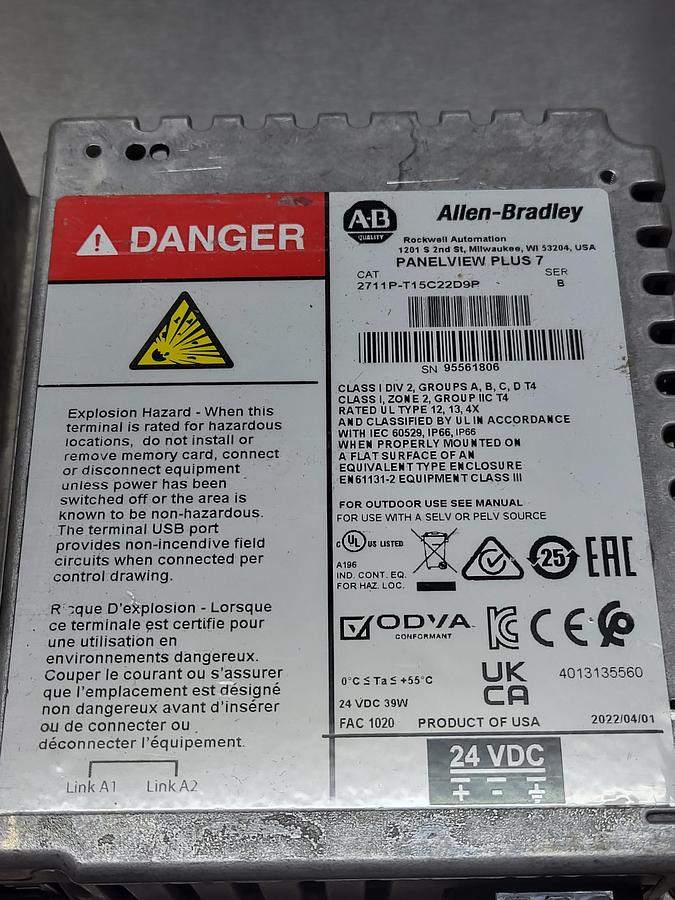 DANGER
Explosion Hazard - When this
terminal is rated for hazardous
locations, do not install or
remove memory card, connect
or disconnect equipment
unless power has been
switched off or the area is
known to be non-hazardous.
The terminal USB port
provides non-incendive field
circuits when connected per
control drawing.
R sque D'explosion - Lorsque
ce terminale est certifie pour
une utilisation en
environnements dangereux.
Couper le courant ou s'assurer
que l'emplacement est désigné
non dangereux avant d'insérer
ou de connecter ou
déconnecter l'équipement.
Link A1 Link A2
A-B
QUALITY
Allen-Bradley
Rockwell Automation
1201 S 2nd St, Milwaukee, WI 53204, USA
PANELVIEW PLUS 7
CAT SER
2711P-T15C22D9P B
SN 95561806
CLASS I DIV 2, GROUPS A, B, C, D T4
CLASS I, ZONE 2, GROUP IIC T4
RATED UL TYPE 12, 13, 4X
AND CLASSIFIED BY UL IN ACCORDANCE
WITH IEC 60529, IP66, IP66
WHEN PROPERLY MOUNTED ON
A FLAT SURFACE OF AN
EQUIVALENT TYPE ENCLOSURE
EN61131-2 EQUIPMENT CLASS III
FOR OUTDOOR USE SEE MANUAL
FOR USE WITH A SELV OR PELV SOURCE
C UL US LISTED 25 EAC
A196
IND. CONT. EQ.
FOR HAZ. LOC.
ODVA
CONFORMANT
CE
0°C ≤ Ta ≤ +55°C
UK
CA
4013135560
24 VDC 39W
FAC 1020 PRODUCT OF USA 2022/04/01
24 VDC
+ - ⏚